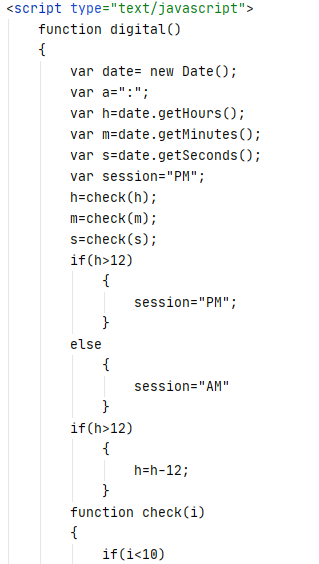 <script type="text/javascript">
function digital()
{
var date= new Date();
var a=":";
var h=date.getHours();
var m=date.getMinutes();
var s=date.getSeconds();
var session="PM";
h=check(h);
m=check(m);
s=check(s);
if(h>12)
{
session="PM";
}
else
{
session="AM"
}
if(h>12)
{
h=h-12;
}
function check(i)
{
if(i<10)